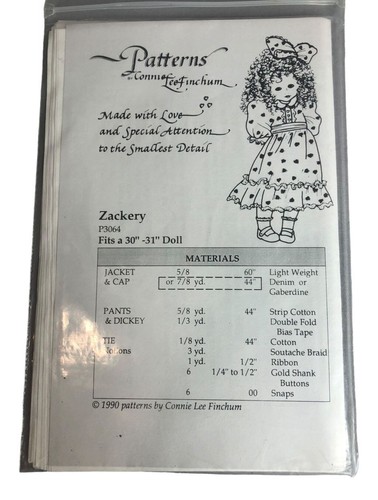 Patterns
by Connie
Lee Finchum
Made with Love
and Special Attention
to the Smallest Detail
Zackery
P3064
Fits a 30" -31" Doll
MATERIALS
JACKET 5/8 60" Light Weight
& CAP or 7/8 yd. 44" Denim or
Gaberdine
PANTS 5/8 yd. 44" Strip Cotton
& DICKEY 1/3 yd. Double Fold
Bias Tape
TIE 1/8 yd. 44" Cotton
3 yd. Soutache Braid
1 yd. 1/2" Ribbon
6 1/4" to 1/2" Gold Shank
Buttons
6 00 Snaps
© 1990 patterns by Connie Lee Finchum